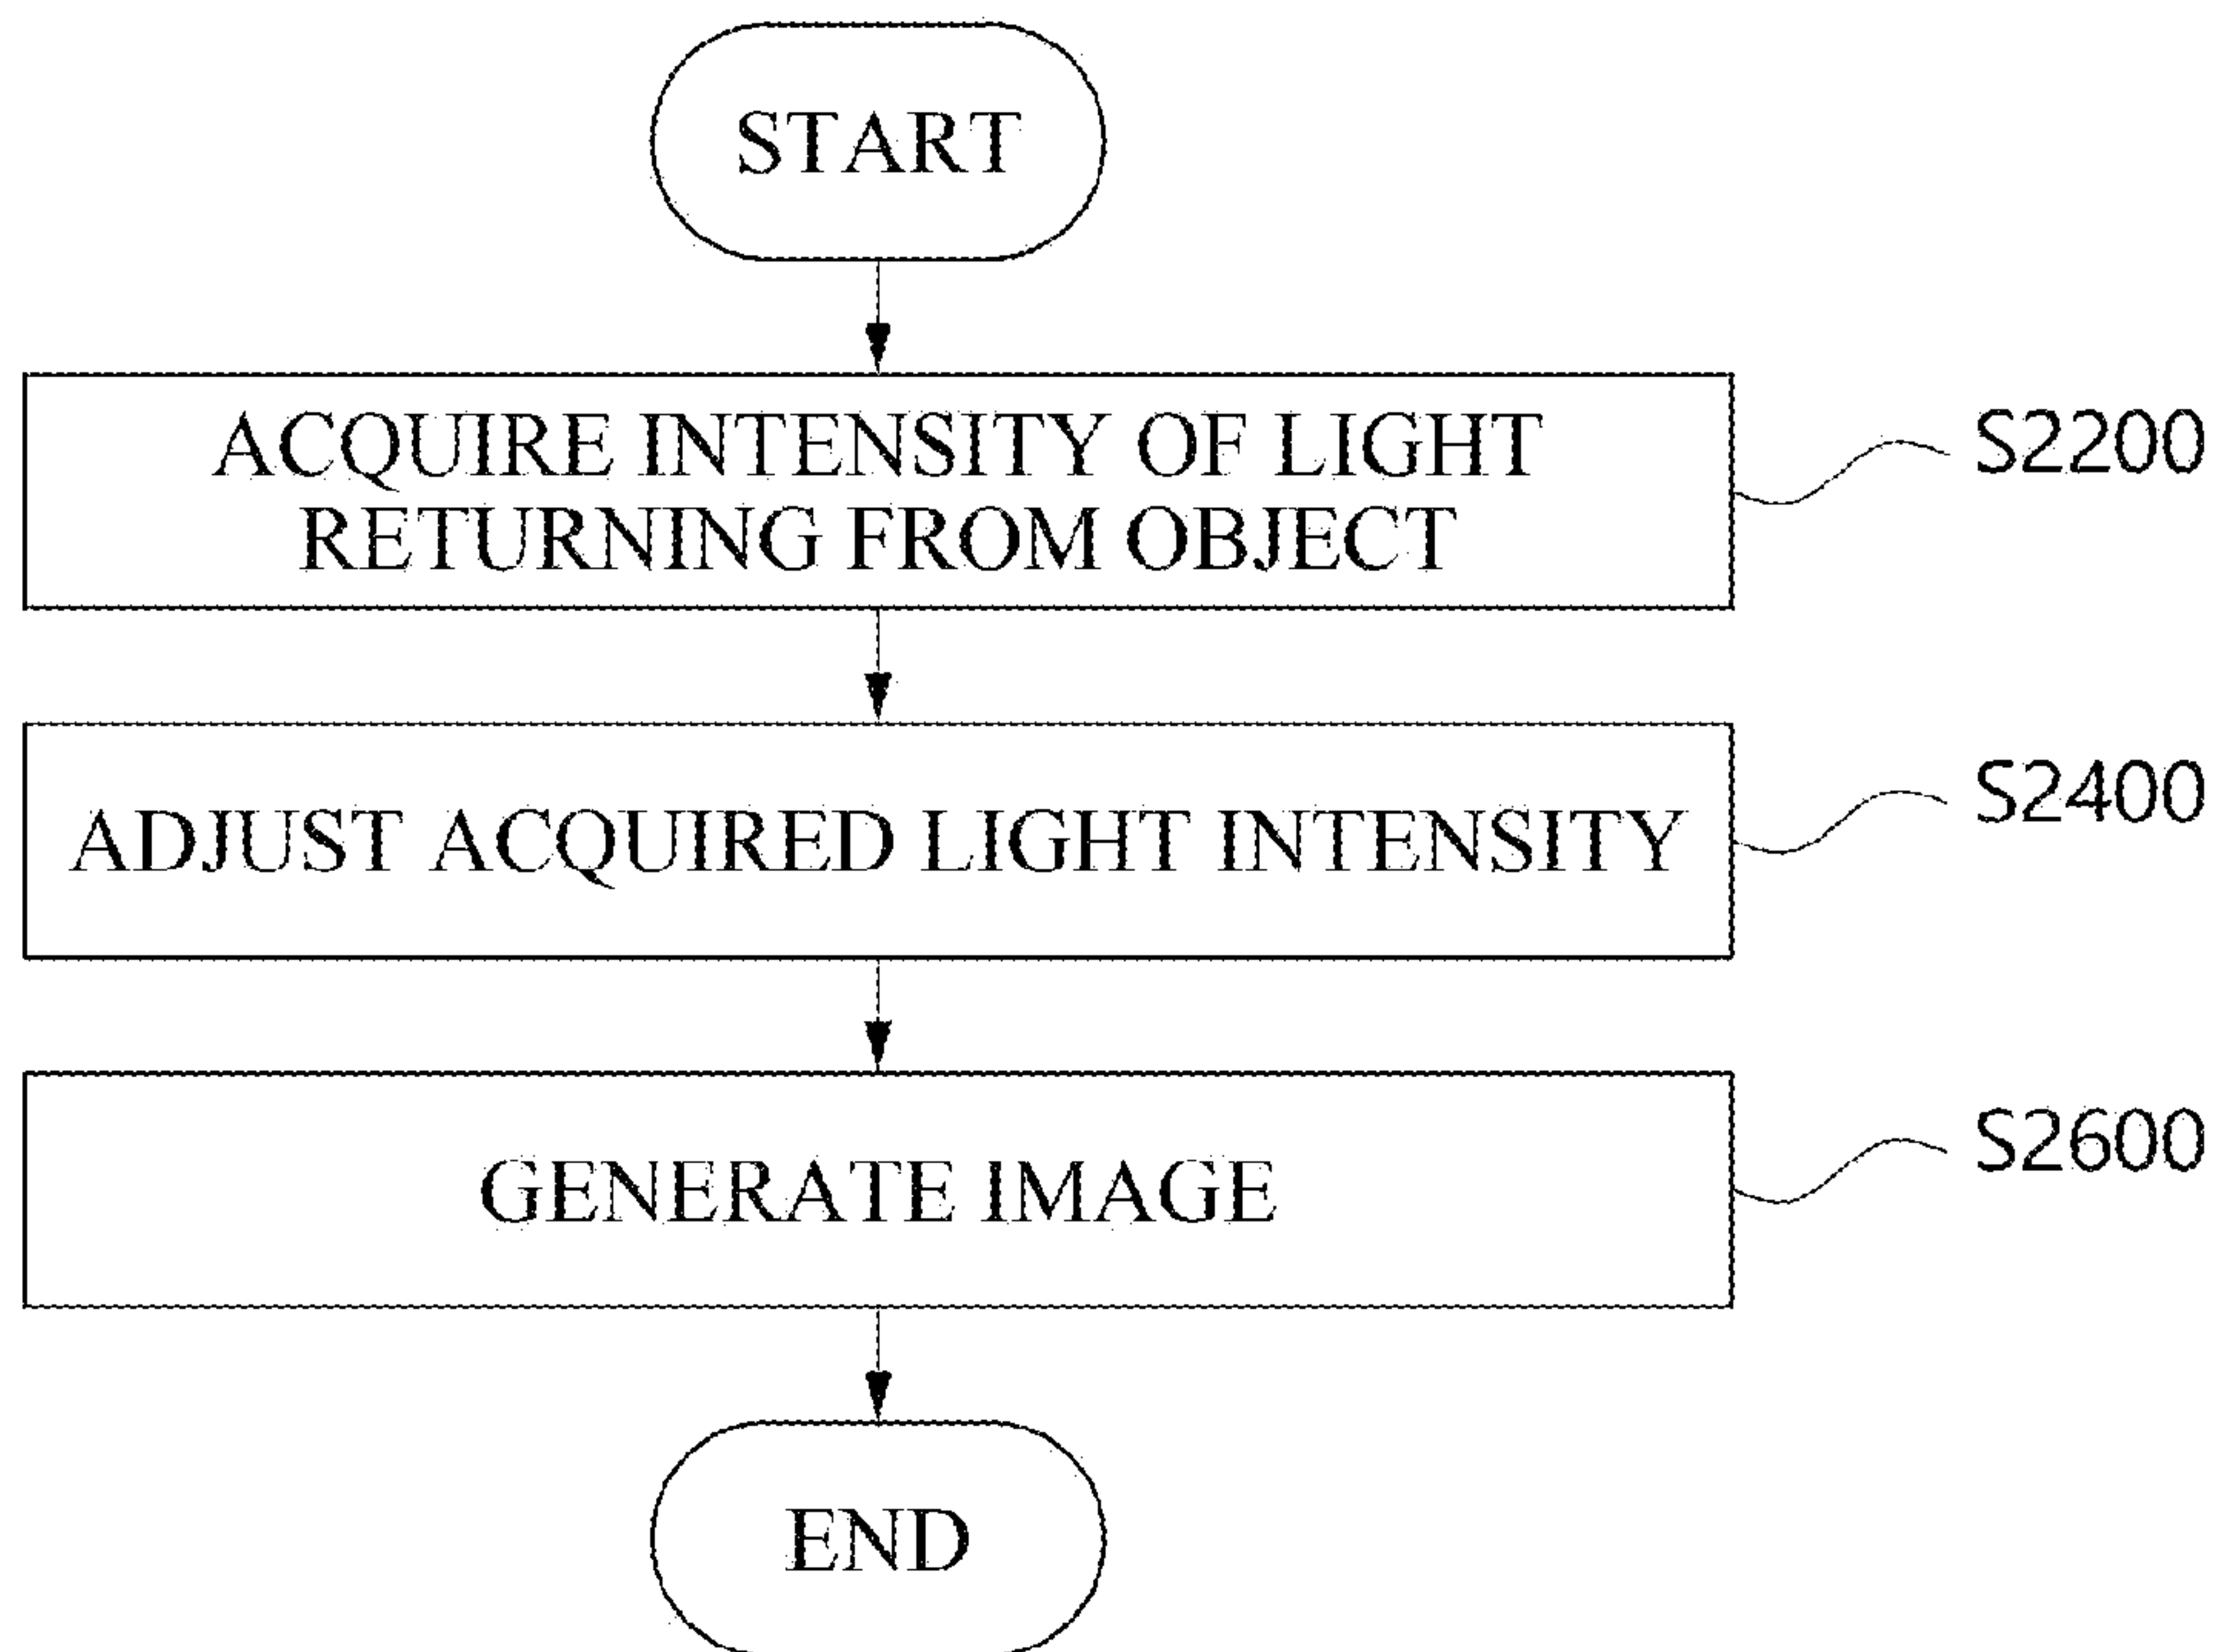 START
ACQUIRE INTENSITY OF LIGHT
RETURNING FROM OBJECT
S2200
ADJUST ACQUIRED LIGHT INTENSITY
S2400
GENERATE IMAGE
S2600
END